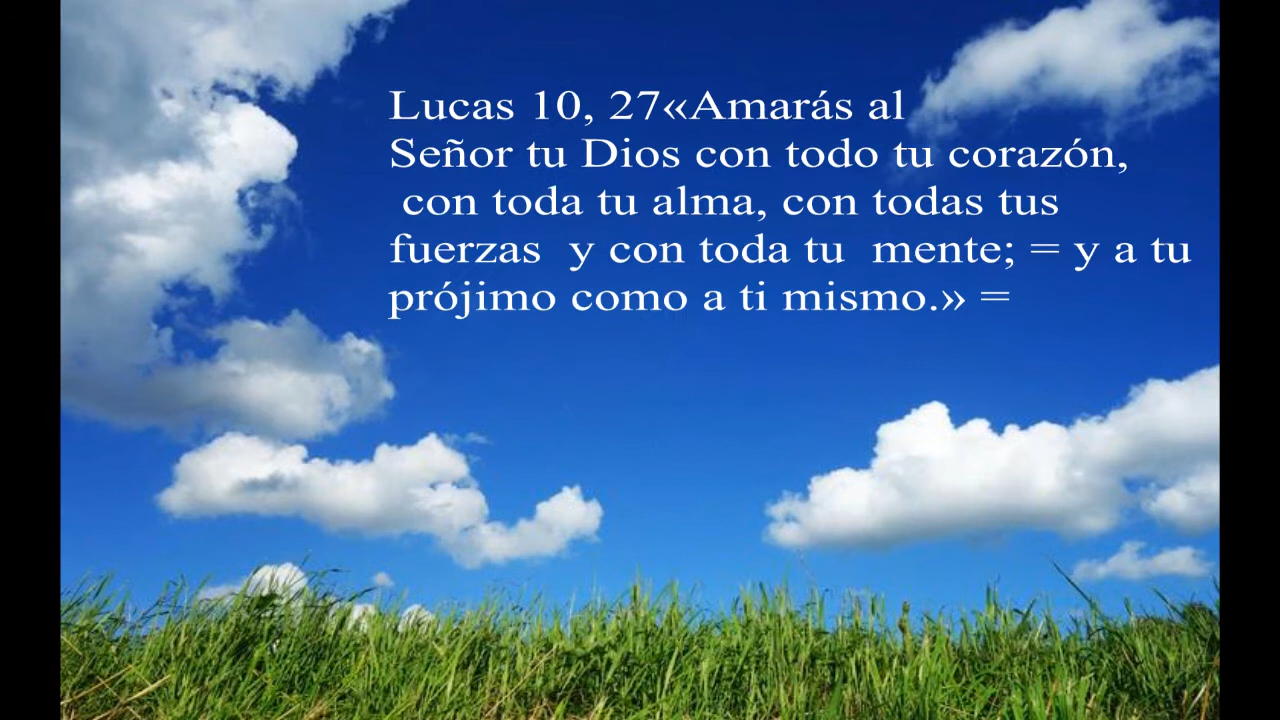 Lucas 10, 27«Amarás al
Señor tu Dios con todo tu corazón,
con toda tu alma, con todas tus
fuerzas  y con toda tu  mente; = y a tu
prójimo como a ti mismo.» =